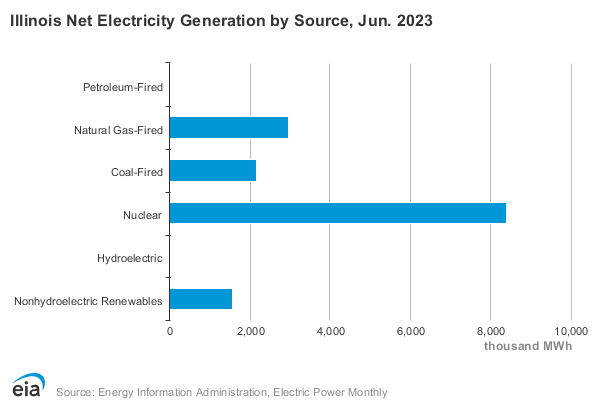 Illinois Net Electricity Generation by Source, Jun. 2023
Petroleum-Fired
Natural Gas-Fired
Coal-Fired
Nuclear
Hydroelectric
Nonhydroelectric Renewables
0 2,000 4,000 6,000 8,000 10,000
thousand MWh
eia Source: Energy Information Administration, Electric Power Monthly